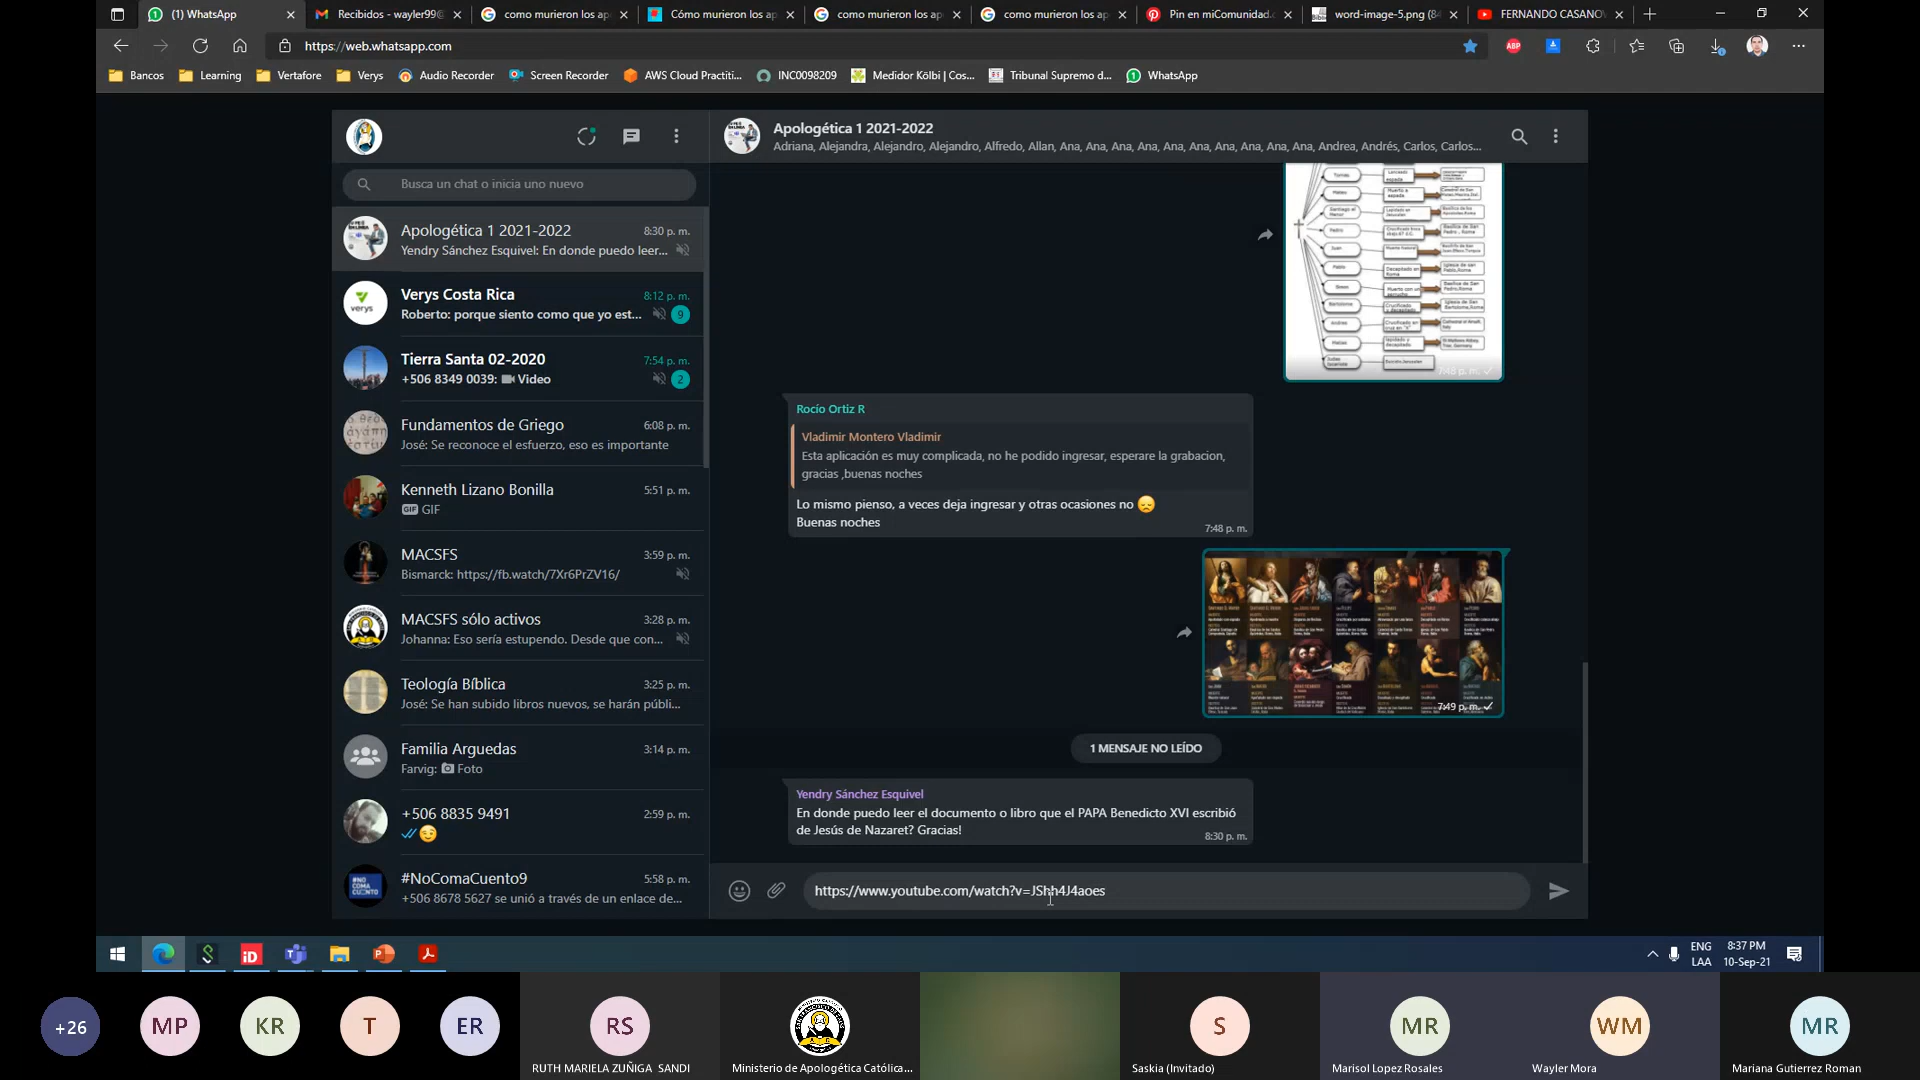 (1) WhatsApp
Recibidos - wayler99@
como murieron los ap
Cómo murieron los ap
como murieron los ap
como murieron los ap
Pin en miComunidad.
word-image-5.png (84
FERNANDO CASANOV
https://web.whatsapp.com
ABP
Bancos
Learning
Vertafore
Verys
Audio Recorder
Screen Recorder
AWS Cloud Practiti...
INC0098209
Medidor Kölbi | Cos...
Tribunal Supremo d...
WhatsApp
Busca un chat o inicia uno nuevo
Apologética 1 2021-2022
8:30 p. m.
Yendry Sánchez Esquivel: En donde puedo leer...
Verys Costa Rica
8:12 p. m.
Roberto: porque siento como que yo est...
9
Tierra Santa 02-2020
7:54 p. m.
+506 8349 0039: Video
2
Fundamentos de Griego
6:08 p. m.
José: Se reconoce el esfuerzo, eso es importante
Kenneth Lizano Bonilla
5:51 p. m.
GIF GIF
MACSFS
3:59 p. m.
Bismarck: https://fb.watch/7Xr6PrZV16/
MACSFS sólo activos
3:28 p. m.
Johanna: Eso sería estupendo. Desde que con...
Teología Bíblica
3:25 p. m.
José: Se han subido libros nuevos, se harán públi...
Familia Arguedas
3:14 p. m.
Farvig: Foto
+506 8835 9491
2:59 p. m.
#NoComaCuento9
5:58 p. m.
+506 8678 5627 se unió a través de un enlace de...
Apologética 1 2021-2022
Adriana, Alejandra, Alejandro, Alejandro, Alfredo, Allan, Ana, Ana, Ana, Ana, Ana, Ana, Ana, Ana, Ana, Ana, Andrea, Andrés, Carlos, Carlos...
7:48 p. m.
Rocío Ortiz R
Vladimir Montero Vladimir
Esta aplicación es muy complicada, no he podido ingresar, esperare la grabacion,
gracias ,buenas noches
Lo mismo pienso, a veces deja ingresar y otras ocasiones no
Buenas noches
7:48 p. m.
7:49 p. m.
1 MENSAJE NO LEÍDO
Yendry Sánchez Esquivel
En donde puedo leer el documento o libro que el PAPA Benedicto XVI escribió
de Jesús de Nazaret? Gracias!
8:30 p. m.
https://www.youtube.com/watch?v=JShh4J4aoes
ENG
LAA
8:37 PM
10-Sep-21
+26
MP
KR
T
ER
RS
RUTH MARIELA ZUÑIGA SANDI
Ministerio de Apologética Católica...
S
Saskia (Invitado)
MR
Marisol Lopez Rosales
WM
Wayler Mora
MR
Mariana Gutierrez Roman